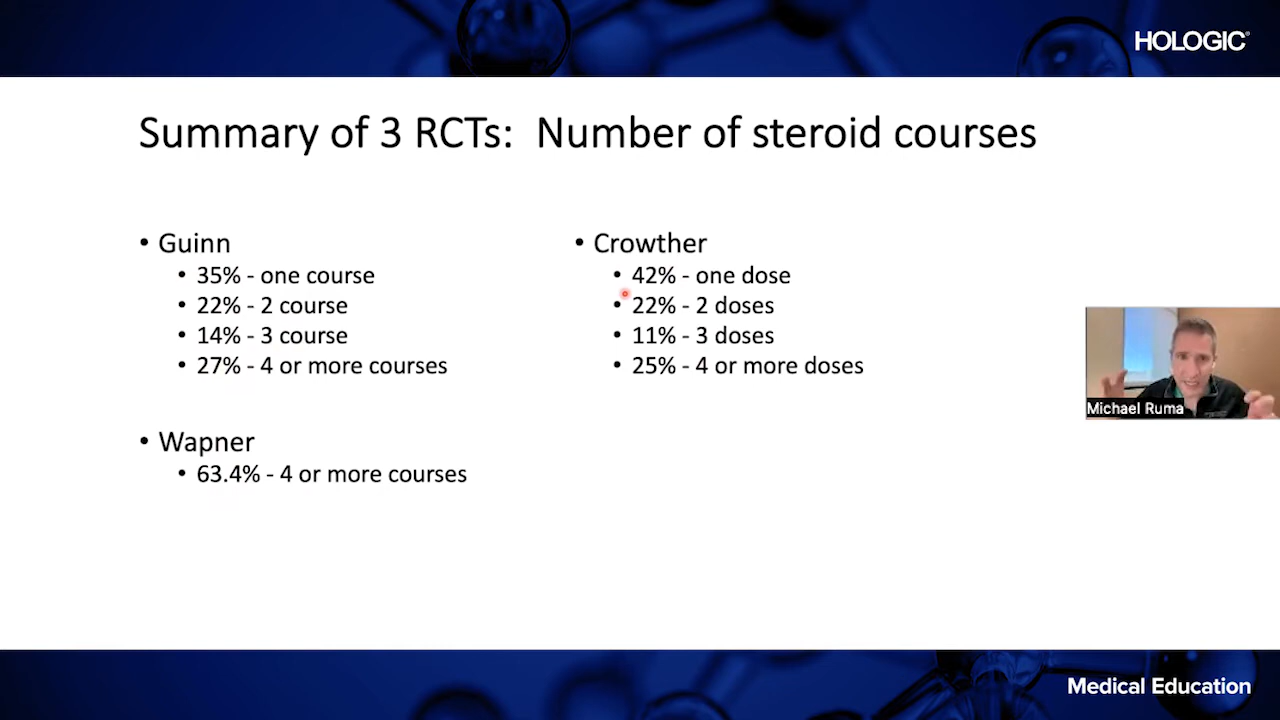 HOLOGIC®
Summary of 3 RCTs: Number of steroid courses
• Guinn
• 35% - one course
• 22% - 2 course
• 14% - 3 course
• 27% - 4 or more courses
• Wapner
• 63.4% - 4 or more courses
• Crowther
• 42% - one dose
• 22% - 2 doses
• 11% - 3 doses
• 25% - 4 or more doses
Michael Ruma
Medical Education